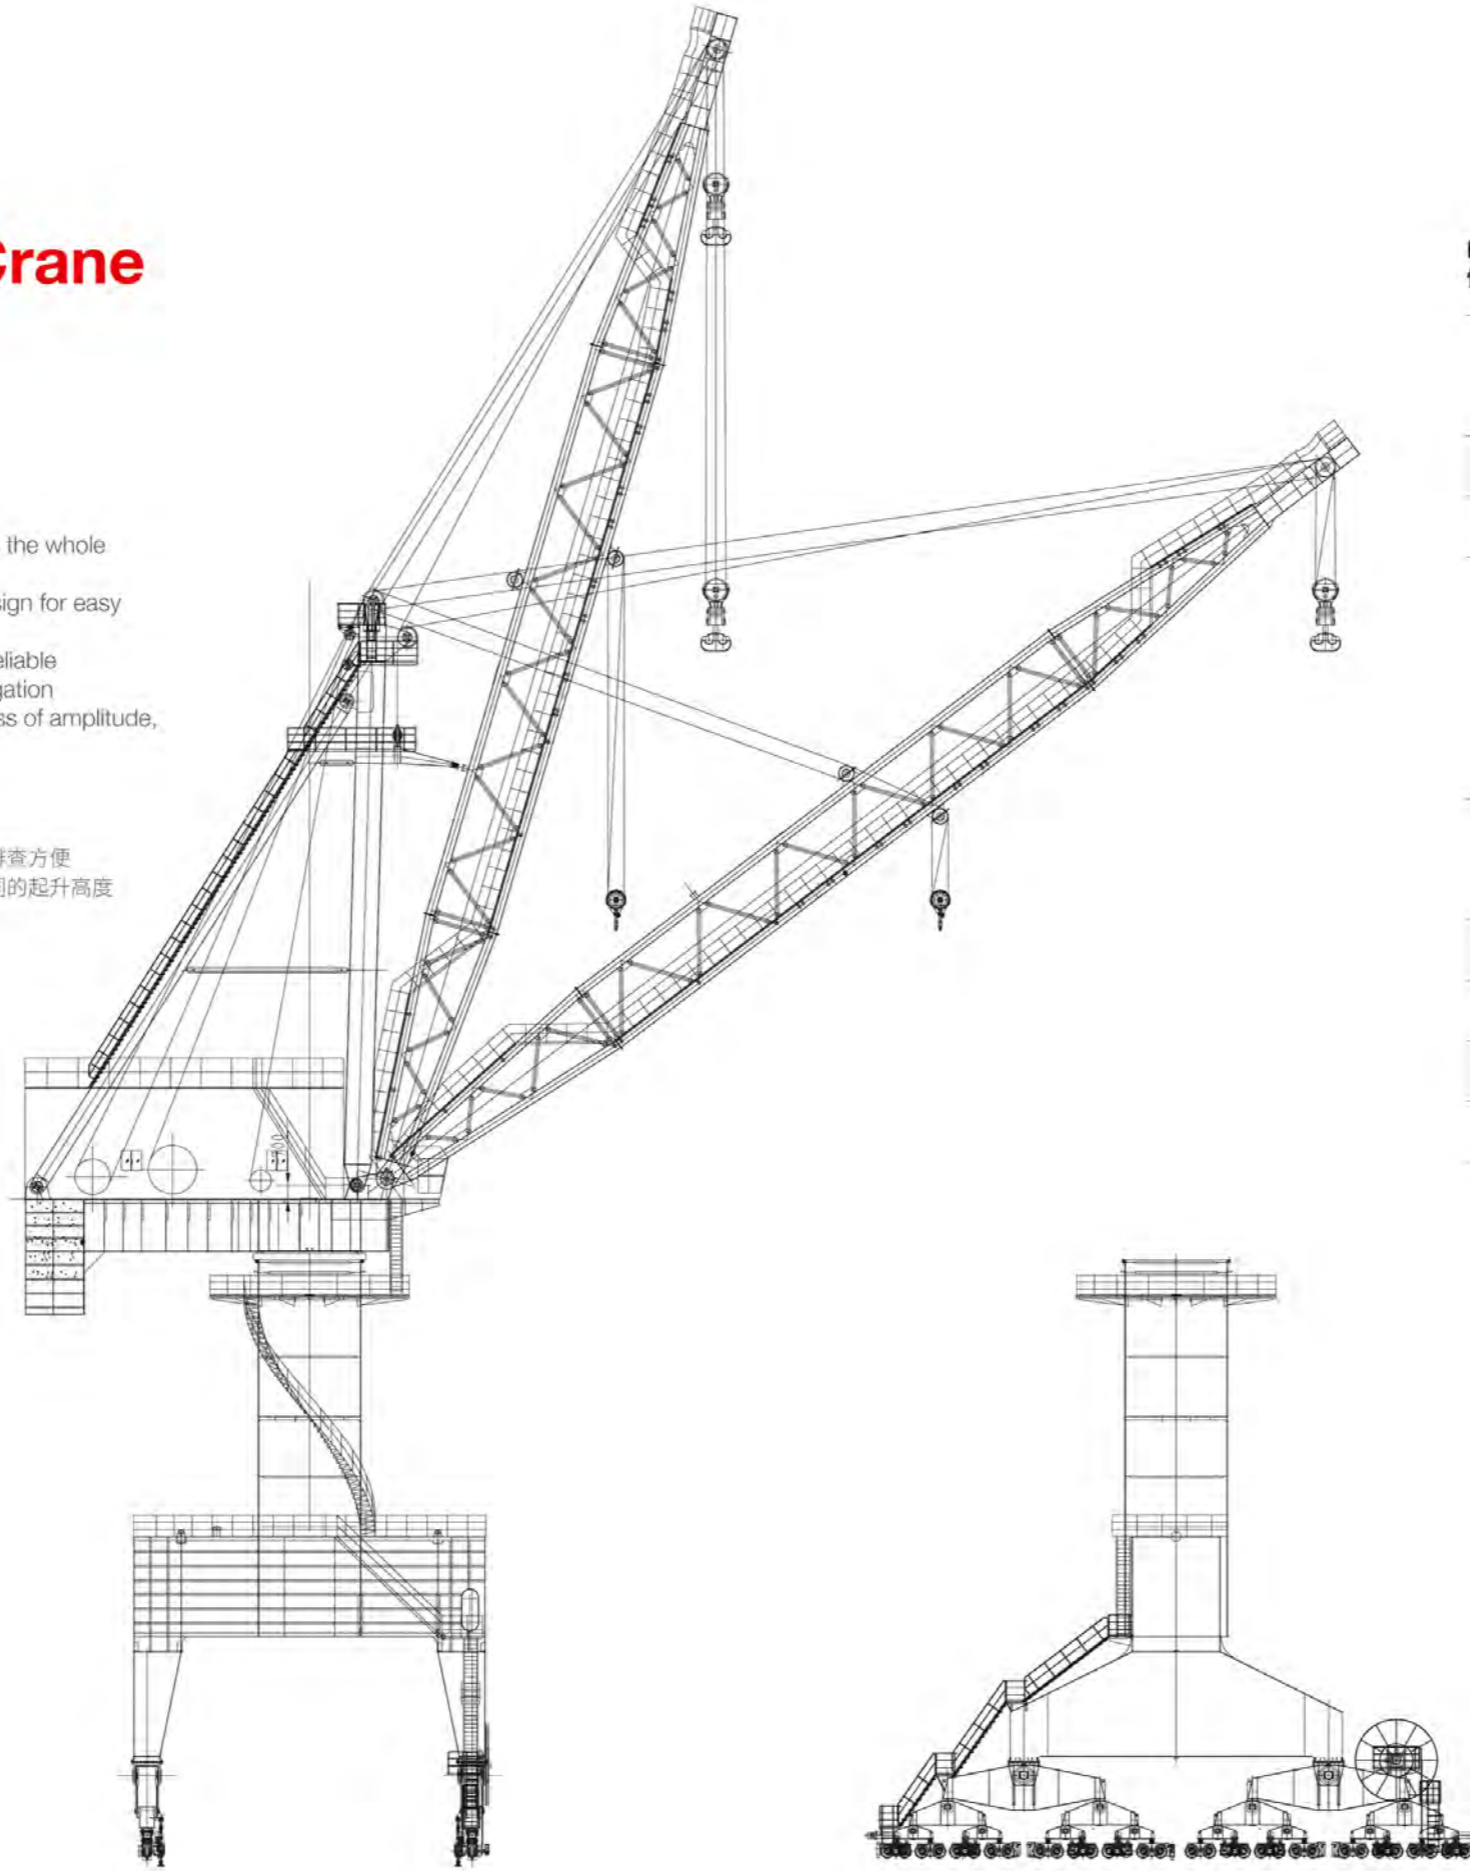 Crane
the whole
sign for easy
eliable
gation
ss of amplitude,
查方便
的起升高度